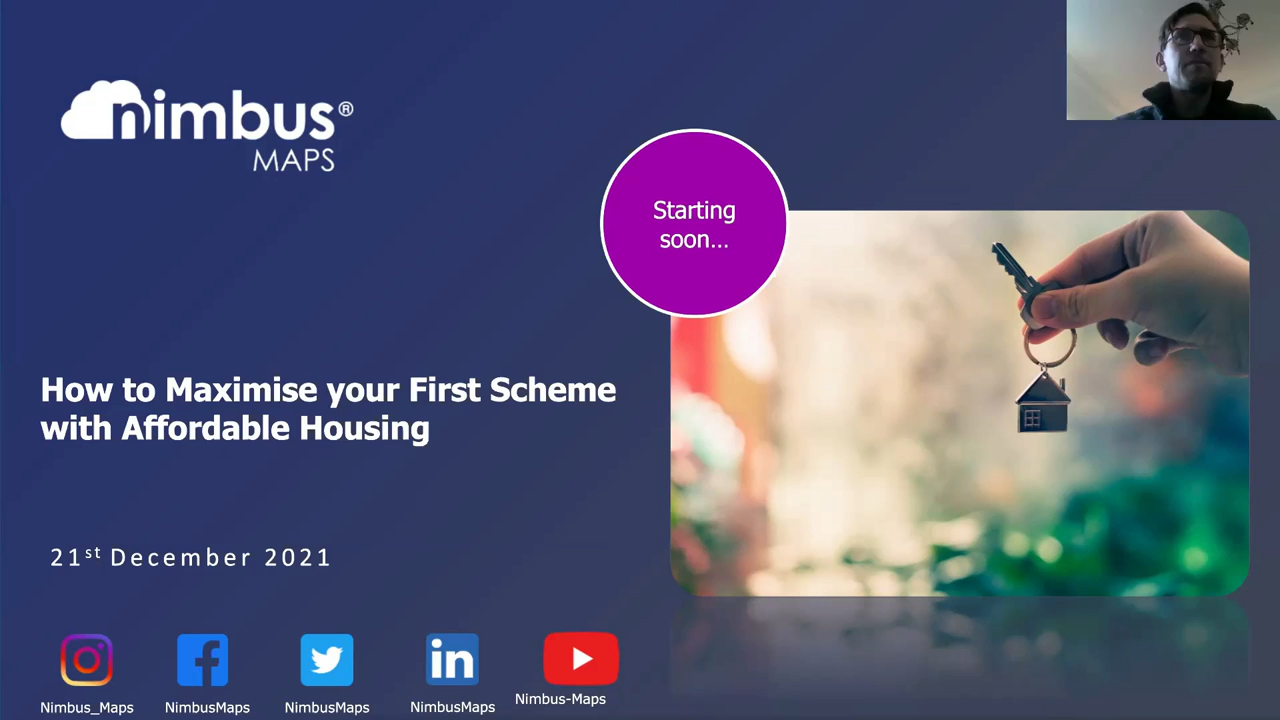 nimbus®
MAPS
Starting
soon...
How to Maximise your First Scheme
with Affordable Housing
21st December 2021
Nimbus_Maps
NimbusMaps
NimbusMaps
in
NimbusMaps
Nimbus-Maps